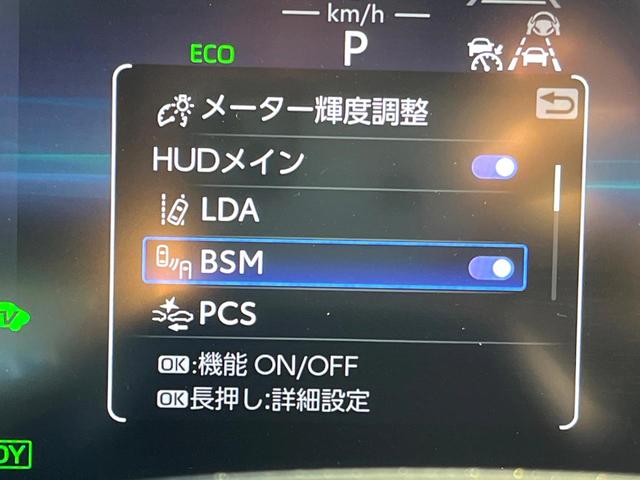 km/h
ECO
P
メーター輝度調整
HUDメイン
LDA
BSM
PCS
OK:機能 ON/OFF
OK長押し:詳細設定